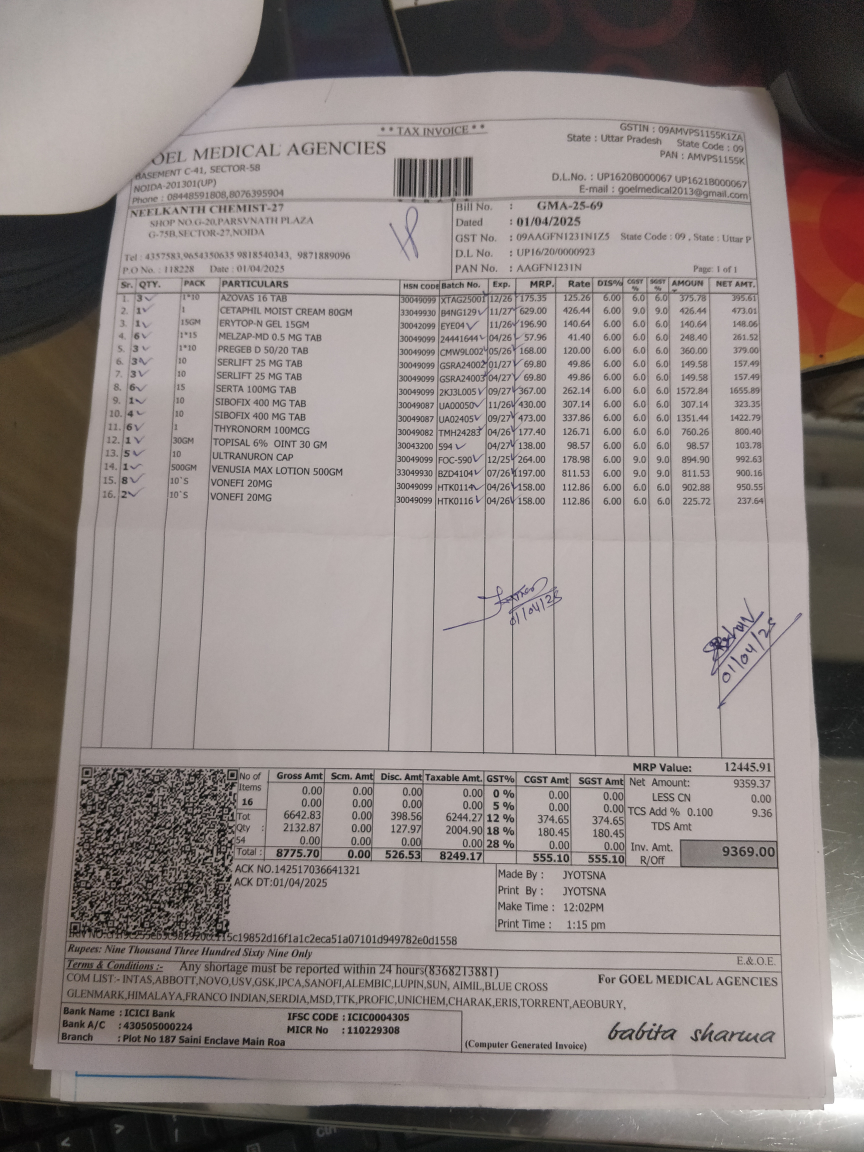 * * TAX INVOICE * *
GSTIN : 09AMVPS1155K1ZA
State : Uttar Pradesh State Code : 09
PAN : AMVPS1155K
D.L.No. : UP1620B000067 UP1621B000067
E-mail : goelmedical2013@gmail.com
OEL MEDICAL AGENCIES
BASEMENT C-41, SECTOR-58
NOIDA-201301(UP)
Phone : 08448591808,8076395904
NEELKANTH CHEMIST-27
SHOP NO.G-20,PARSVNATH PLAZA
G-75B,SECTOR-27,NOIDA
Tel : 4357583,9654350635 9818540343, 9871889096
P.O No. : 118228 Date : 01/04/2025
Bill No. : GMA-25-69
Dated : 01/04/2025
GST No. : 09AAGFN1231N1Z5 State Code : 09 , State : Uttar P
D.L No. : UP16/20/0000923
PAN No. : AAGFN1231N Page: 1 of 1
Sr. QTY. PACK PARTICULARS HSN CODE Batch No. Exp. MRP. Rate DIS% CGST % SGST % AMOUN NET AMT.
1. 3 1*10 AZOVAS 16 TAB 30049099 XTAG25001 12/26 175.35 125.26 6.00 6.0 6.0 375.78 395.61
2. 1 1 CETAPHIL MOIST CREAM 80GM 33049930 B4NG129 11/27 629.00 426.44 6.00 9.0 9.0 426.44 473.01
3. 1 15GM ERYTOP-N GEL 15GM 30042099 EYE04 11/26 196.90 140.64 6.00 6.0 6.0 140.64 148.06
4. 6 1*15 MELZAP-MD 0.5 MG TAB 30049099 24441644 04/26 57.96 41.40 6.00 6.0 6.0 248.40 261.52
5. 3 1*10 PREGEB D 50/20 TAB 30049099 CMW9L002 05/26 168.00 120.00 6.00 6.0 6.0 360.00 379.00
6. 3 10 SERLIFT 25 MG TAB 30049099 GSRA24002 01/27 69.80 49.86 6.00 6.0 6.0 149.58 157.49
7. 3 10 SERLIFT 25 MG TAB 30049099 GSRA24003 04/27 69.80 49.86 6.00 6.0 6.0 149.58 157.49
8. 6 15 SERTA 100MG TAB 30049099 2KJ3L005 09/27 367.00 262.14 6.00 6.0 6.0 1572.84 1655.89
9. 1 10 SIBOFIX 400 MG TAB 30049087 UA00050 11/26 430.00 307.14 6.00 6.0 6.0 307.14 323.35
10. 4 10 SIBOFIX 400 MG TAB 30049087 UA02405 09/27 473.00 337.86 6.00 6.0 6.0 1351.44 1422.79
11. 6 1 THYRONORM 100MCG 30049082 TMH24283 04/26 177.40 126.71 6.00 6.0 6.0 760.26 800.40
12. 1 30GM TOPISAL 6% OINT 30 GM 30043200 594 04/27 138.00 98.57 6.00 6.0 6.0 98.57 103.78
13. 5 10 ULTRANURON CAP 30049099 FOC-590 12/25 264.00 178.98 6.00 9.0 9.0 894.90 992.63
14. 1 500GM VENUSIA MAX LOTION 500GM 33049930 BZD4104 07/26 1197.00 811.53 6.00 9.0 9.0 811.53 900.16
15. 8 10`S VONEFI 20MG 30049099 HTK0114 04/26 158.00 112.86 6.00 6.0 6.0 902.88 950.55
16. 2 10`S VONEFI 20MG 30049099 HTK0116 04/26 158.00 112.86 6.00 6.0 6.0 225.72 237.64
01/04/25
01/04/25
MRP Value: 12445.91
No of Items 16 Tot Qty : 54
Gross Amt Scm. Amt Disc. Amt Taxable Amt. GST% CGST Amt SGST Amt
0.00 0.00 0.00 0.00 0 % 0.00 0.00
0.00 0.00 0.00 0.00 5 % 0.00 0.00
6642.83 0.00 398.56 6244.27 12 % 374.65 374.65
2132.87 0.00 127.97 2004.90 18 % 180.45 180.45
0.00 0.00 0.00 0.00 28 % 0.00 0.00
Total : 8775.70 0.00 526.53 8249.17 555.10 555.10
Net Amount: 9359.37
LESS CN 0.00
TCS Add % 0.100 9.36
TDS Amt
Inv. Amt. 9369.00
R/Off
ACK NO.142517036641321
ACK DT:01/04/2025
Made By : JYOTSNA
Print By : JYOTSNA
Make Time : 12:02PM
Print Time : 1:15 pm
115c19852d16f1a1c2eca51a07101d949782e0d1558
Rupees: Nine Thousand Three Hundred Sixty Nine Only
E.& O.E.
Terms & Conditions :- Any shortage must be reported within 24 hours(8368213881)
COM LIST:- INTAS,ABBOTT,NOVO,USV,GSK,IPCA,SANOFI,ALEMBIC,LUPIN,SUN, AIMIL,BLUE CROSS
GLENMARK,HIMALAYA,FRANCO INDIAN,SERDIA,MSD,TTK,PROFIC,UNICHEM,CHARAK,ERIS,TORRENT,AEOBURY,
For GOEL MEDICAL AGENCIES
Bank Name : ICICI Bank IFSC CODE : ICIC0004305
Bank A/C : 430505000224 MICR No : 110229308
Branch : Plot No 187 Saini Enclave Main Roa
(Computer Generated Invoice)
babita sharma